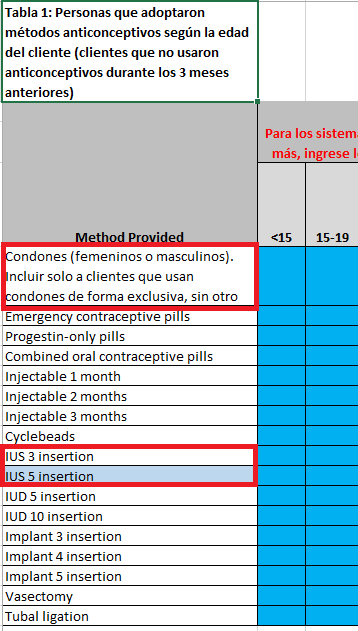 Tabla 1: Personas que adoptaron
métodos anticonceptivos según la edad
del cliente (clientes que no usaron
anticonceptivos durante los 3 meses
anteriores)
Para los sistema
más, ingrese l
Method Provided
<15
15-19
Condones (femeninos o masculinos).
Incluir solo a clientes que usan
condones de forma exclusiva, sin otro
Emergency contraceptive pills
Progestin-only pills
Combined oral contraceptive pills
Injectable 1 month
Injectable 2 months
Injectable 3 months
Cyclebeads
IUS 3 insertion
IUS 5 insertion
IUD 5 insertion
IUD 10 insertion
Implant 3 insertion
Implant 4 insertion
Implant 5 insertion
Vasectomy
Tubal ligation